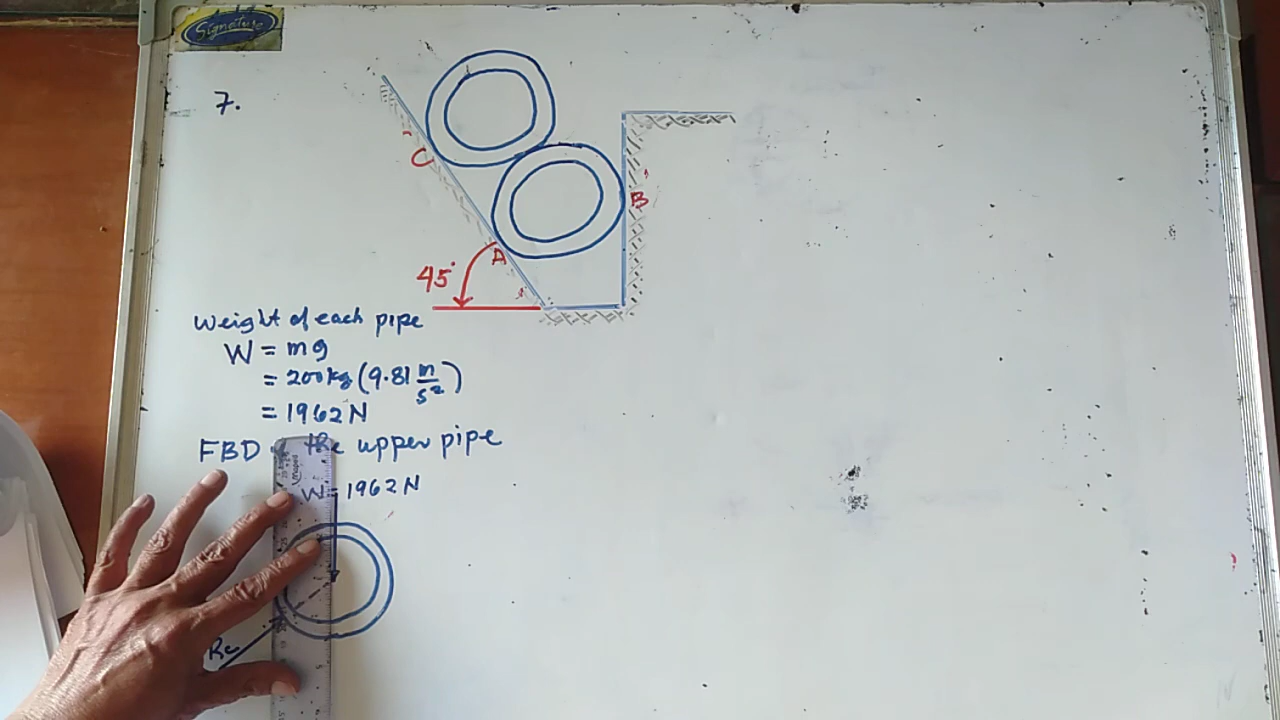 Signature
7.
C
B
A
45°
Weight of each pipe
W = mg
= 200kg (9.81 m/s²)
= 1962 N
FBD the upper pipe
W = 1962 N
Rc